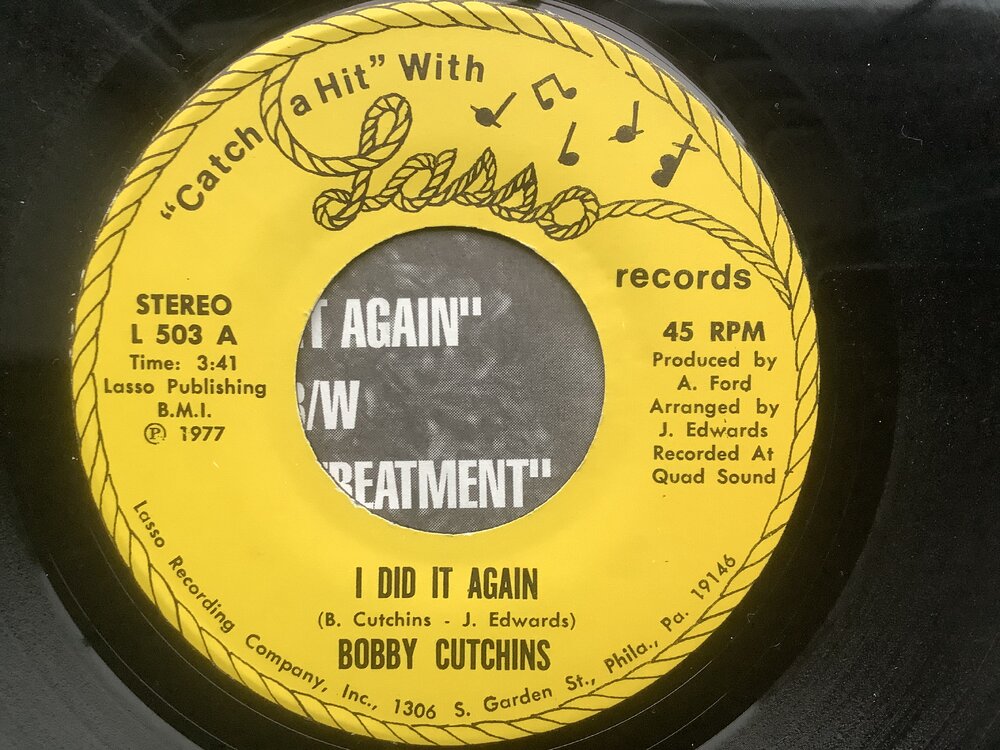 "Catch a Hit" With
Lasso
records
STEREO
L 503 A
Time: 3:41
Lasso Publishing
B.M.I.
℗ 1977
45 RPM
Produced by
A. Ford
Arranged by
J. Edwards
Recorded At
Quad Sound
AGAIN"
/W
REATMENT"
I DID IT AGAIN
(B. Cutchins - J. Edwards)
BOBBY CUTCHINS
Lasso Recording Company, Inc., 1306 S. Garden St., Phila., Pa. 19146